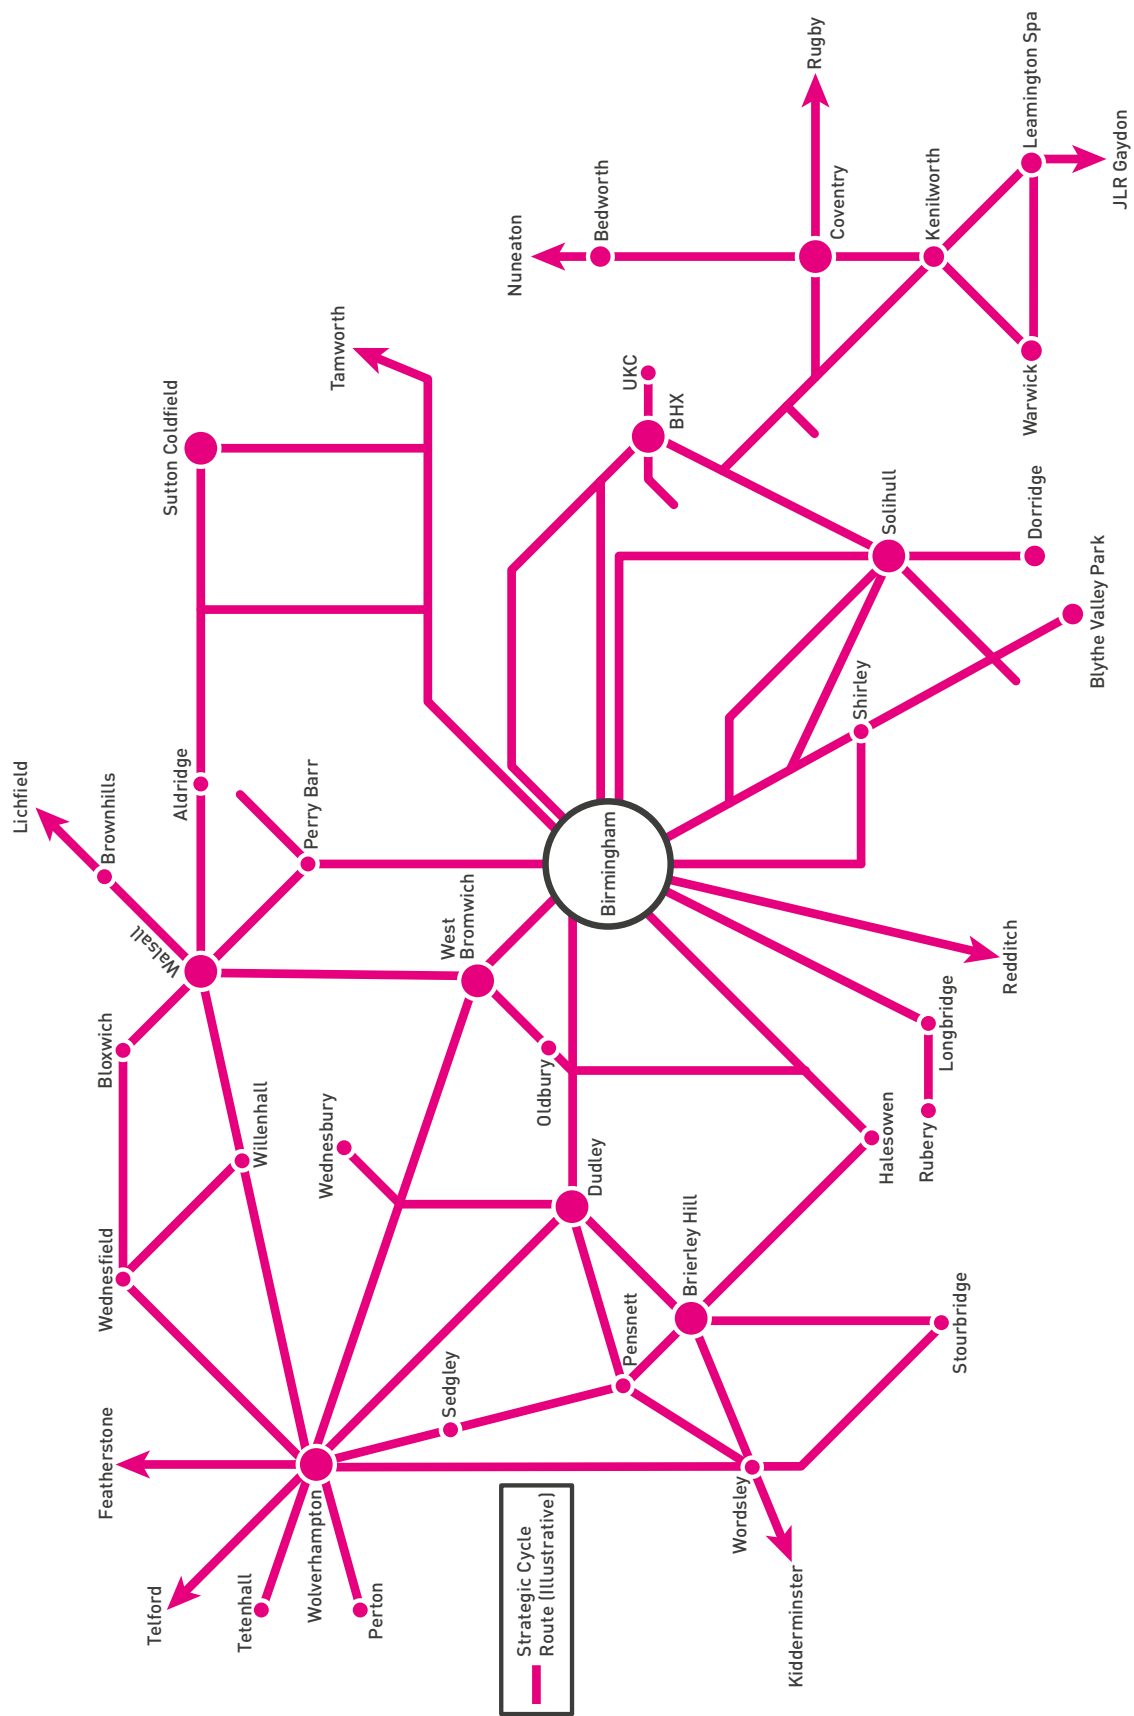 Featherstone
Telford
Tetenhall
Wolverhampton
Perton
Wednesfield
Bloxwich
Willenhall
Walsall
Brownhills
Lichfield
Aldridge
Perry Barr
Sutton Coldfield
Tamworth
Wednesbury
West
Bromwich
Oldbury
Dudley
Sedgley
Pensnett
Brierley Hill
Wordsley
Kidderminster
Stourbridge
Halesowen
Rubery
Longbridge
Redditch
Birmingham
Shirley
Blythe Valley Park
Dorridge
Solihull
BHX
UKC
Nuneaton
Bedworth
Coventry
Rugby
Kenilworth
Warwick
Leamington Spa
JLR Gaydon
Strategic Cycle
Route (Illustrative)